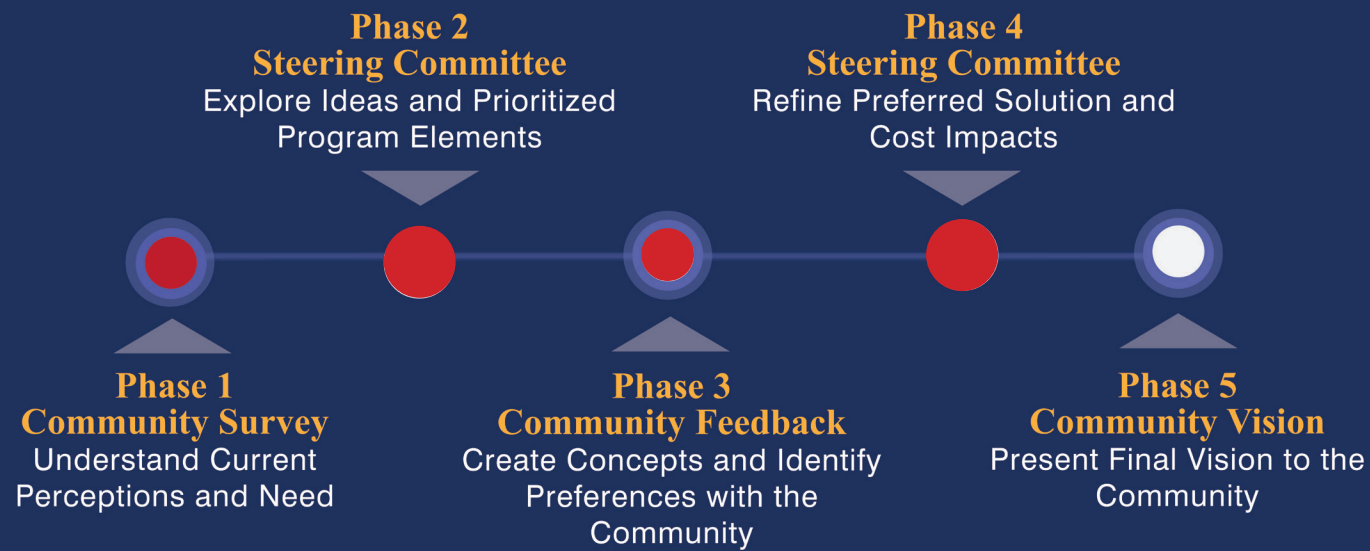 Phase 2
Steering Committee
Explore Ideas and Prioritized
Program Elements
Phase 4
Steering Committee
Refine Preferred Solution and
Cost Impacts
Phase 1
Community Survey
Understand Current
Perceptions and Need
Phase 3
Community Feedback
Create Concepts and Identify
Preferences with the
Community
Phase 5
Community Vision
Present Final Vision to the
Community